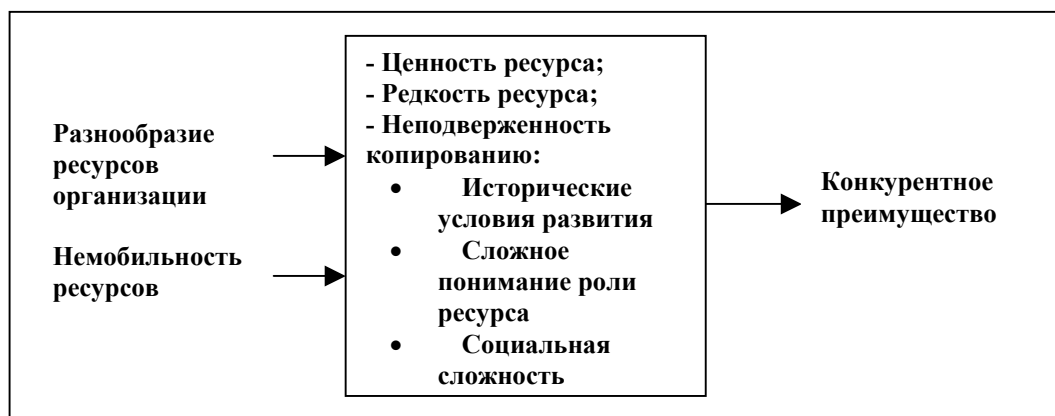 Разнообразие
ресурсов
организации
Немобильность
ресурсов
- Ценность ресурса;
- Редкость ресурса;
- Неподверженность
копированию:
• Исторические
условия развития
• Сложное
понимание роли
ресурса
• Социальная
сложность
Конкурентное
преимущество